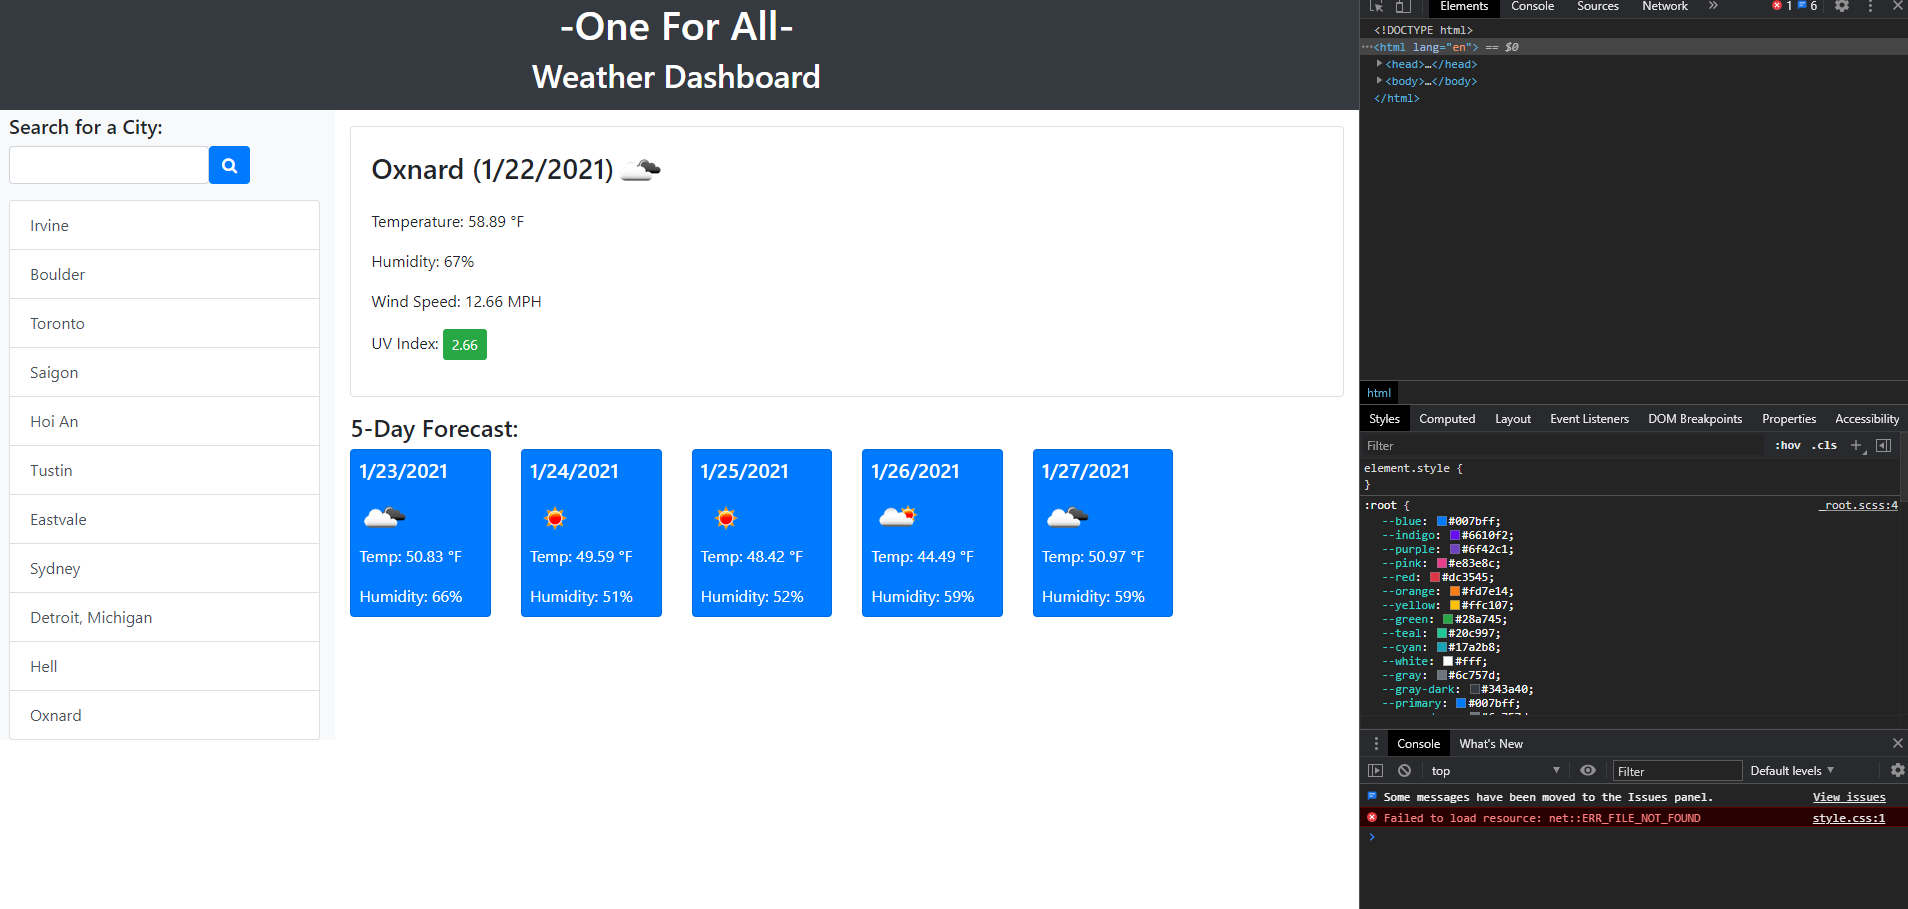 -One For All-
Weather Dashboard
Search for a City:
Irvine
Boulder
Toronto
Saigon
Hoi An
Tustin
Eastvale
Sydney
Detroit, Michigan
Hell
Oxnard
Oxnard (1/22/2021)
Temperature: 58.89 °F
Humidity: 67%
Wind Speed: 12.66 MPH
UV Index: 2.66
5-Day Forecast:
1/23/2021
Temp: 50.83 °F
Humidity: 66%
1/24/2021
Temp: 49.59 °F
Humidity: 51%
1/25/2021
Temp: 48.42 °F
Humidity: 52%
1/26/2021
Temp: 44.49 °F
Humidity: 59%
1/27/2021
Temp: 50.97 °F
Humidity: 59%
Elements Console Sources Network » 1 6
<!DOCTYPE html>
···<html lang="en"> == $0
<head>…</head>
<body>…</body>
</html>
html
Styles Computed Layout Event Listeners DOM Breakpoints Properties Accessibility
Filter :hov .cls +
element.style {
}
:root { _root.scss:4
--blue: #007bff;
--indigo: #6610f2;
--purple: #6f42c1;
--pink: #e83e8c;
--red: #dc3545;
--orange: #fd7e14;
--yellow: #ffc107;
--green: #28a745;
--teal: #20c997;
--cyan: #17a2b8;
--white: #fff;
--gray: #6c757d;
--gray-dark: #343a40;
--primary: #007bff;
Console What's New
top Filter Default levels
Some messages have been moved to the Issues panel. View issues
Failed to load resource: net::ERR_FILE_NOT_FOUND style.css:1